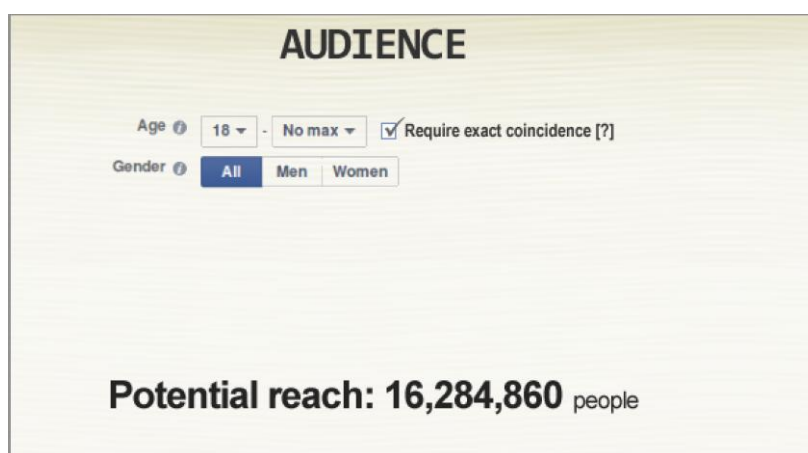 AUDIENCE
Age 18 - No max Require exact coincidence [?]
Gender All Men Women
Potential reach: 16,284,860 people